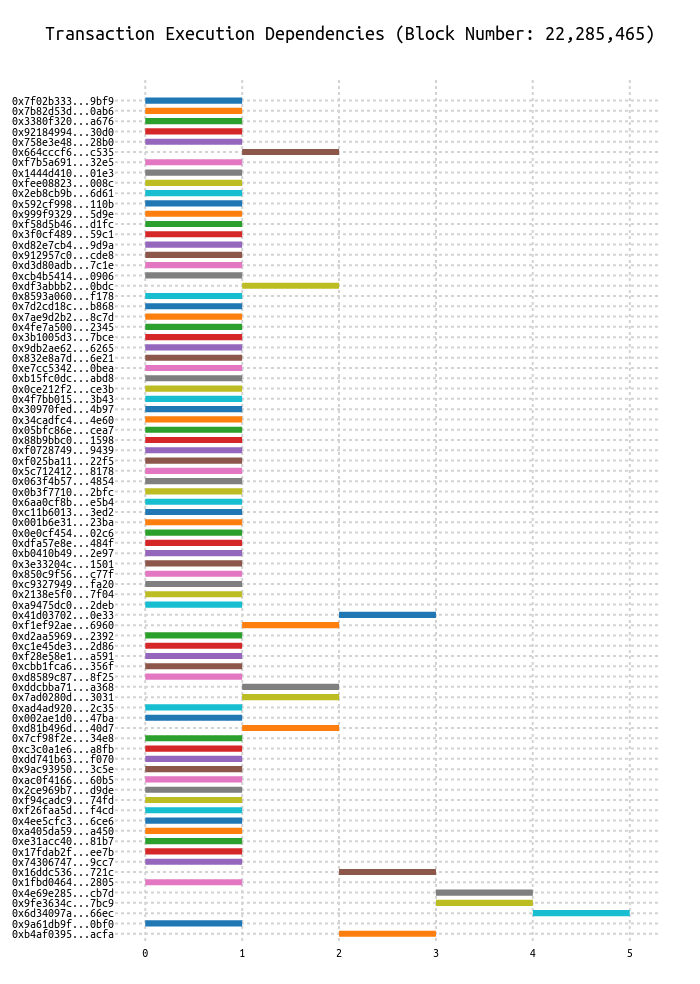 Transaction Execution Dependencies (Block Number: 22,285,465)
0x7f02b333...9bf9
0x7b82d53d...0ab6
0x3380f320...a676
0x92184994...30d0
0x758e3e48...28b0
0x664cccf6...c535
0xf7b5a691...32e5
0x1444d410...01e3
0xfee08823...008c
0x2eb8cb9b...6d61
0x592cf998...110b
0x999f9329...5d9e
0xf58d5b46...d1fc
0x3f0cf489...59c1
0xd82e7cb4...9d9a
0x912957c0...cde8
0xd3d80adb...7c1e
0xcb4b5414...0906
0xdf3abbb2...0bdc
0x8593a060...f178
0x7d2cd18c...b868
0x7ae9d2b2...8c7d
0x4fe7a500...2345
0x3b1005d3...7bce
0x9db2ae62...6265
0x832e8a7d...6e21
0xe7cc5342...0bea
0xb15fc0dc...abd8
0x0ce212f2...ce3b
0x4f7bb015...3b43
0x30970fed...4b97
0x34cadfc4...4e60
0x05bfc86e...cea7
0x88b9bbc0...1598
0xf0728749...9439
0xf025ba11...22f5
0x5c712412...8178
0x063f4b57...4854
0x0b3f7710...2bfc
0x6aa0cf8b...e5b4
0xc11b6013...3ed2
0x001b6e31...23ba
0x0e0cf454...02c6
0xdfa57e8e...484f
0xb0410b49...2e97
0x3e33204c...1501
0x850c9f56...c77f
0xc9327949...fa20
0x2138e5f0...7f04
0xa9475dc0...2deb
0x41d03702...0e33
0xf1ef92ae...6960
0xd2aa5969...2392
0xc1e45de3...2d86
0xf28e58e1...a591
0xcbb1fca6...356f
0xd8589c87...8f25
0xddcbba71...a368
0x7ad0280d...3031
0xad4ad920...2c35
0x002ae1d0...47ba
0xd81b496d...40d7
0x7cf98f2e...34e8
0xc3c0a1e6...a8fb
0xdd741b63...f070
0x9ac93950...3c5e
0xac0f4166...60b5
0x2ce969b7...d9de
0xf94cadc9...74fd
0xf26faa5d...f4cd
0x4ee5cfc3...6ce6
0xa405da59...a450
0xe31acc40...81b7
0x17fdab2f...ee7b
0x74306747...9cc7
0x16ddc536...721c
0x1fbd0464...2805
0x4e69e285...cb7d
0x9fe3634c...7bc9
0x6d34097a...66ec
0x9a61db9f...0bf0
0xb4af0395...acfa
0 1 2 3 4 5